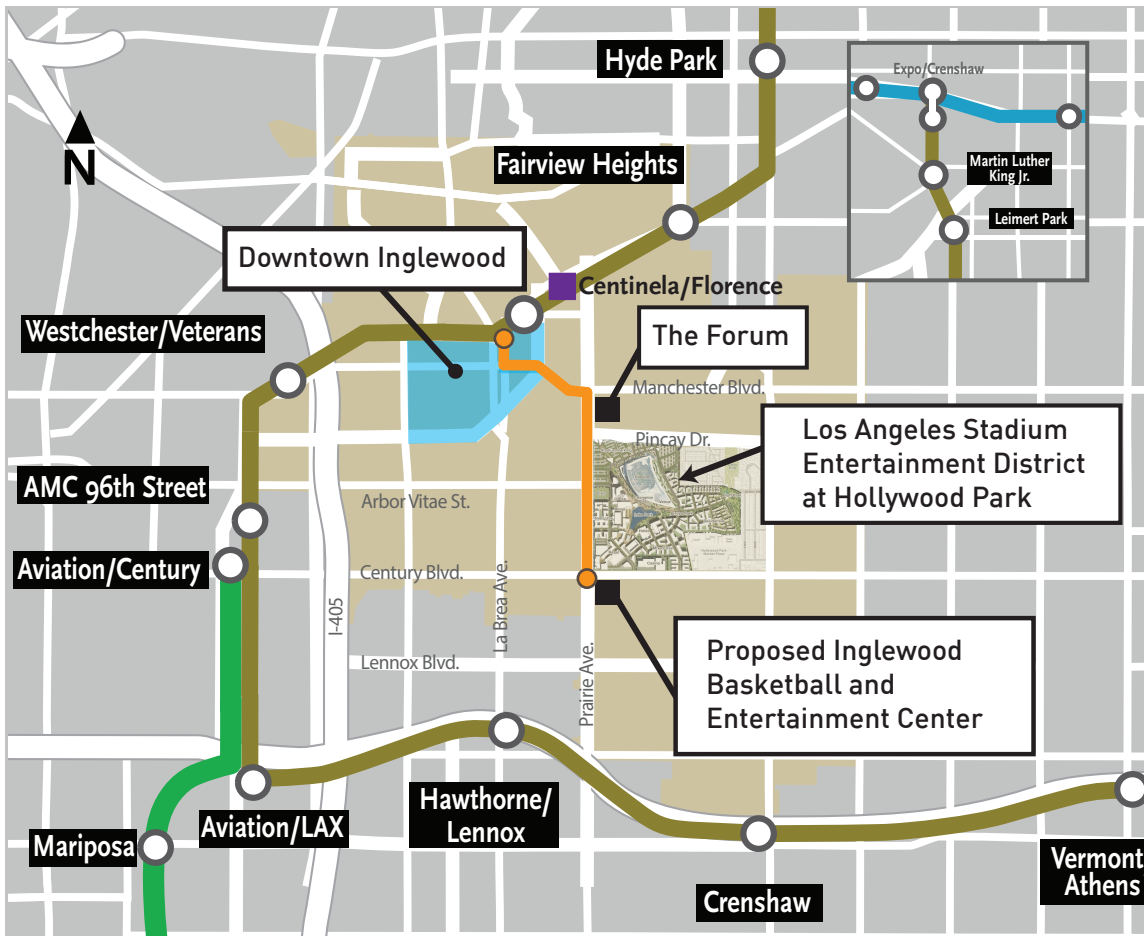 Hyde Park
Expo/Crenshaw
Martin Luther
King Jr.
Leimert Park
N
Fairview Heights
Downtown Inglewood
Centinela/Florence
Westchester/Veterans
The Forum
Manchester Blvd.
Pincay Dr.
Los Angeles Stadium
Entertainment District
at Hollywood Park
AMC 96th Street
Arbor Vitae St.
Aviation/Century
Century Blvd.
I-405
La Brea Ave.
Prairie Ave.
Lennox Blvd.
Proposed Inglewood
Basketball and
Entertainment Center
Hawthorne/
Lennox
Aviation/LAX
Mariposa
Crenshaw
Vermont
Athens